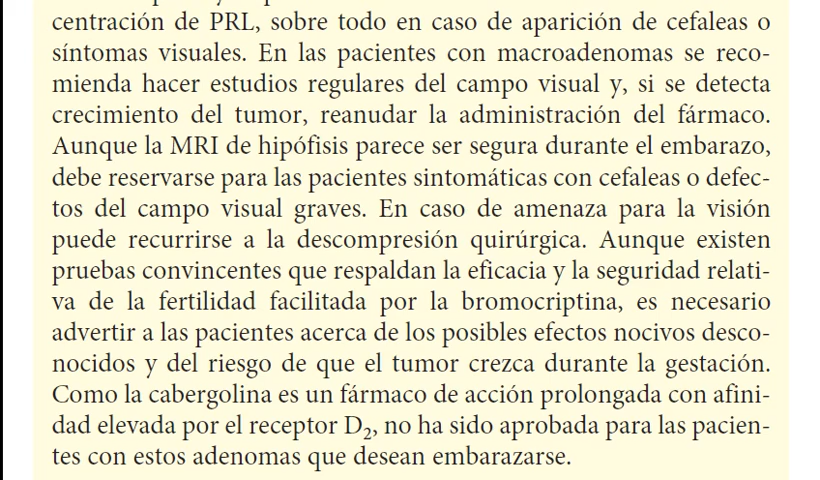 centración de PRL, sobre todo en caso de aparición de cefaleas o
síntomas visuales. En las pacientes con macroadenomas se reco-
mienda hacer estudios regulares del campo visual y, si se detecta
crecimiento del tumor, reanudar la administración del fármaco.
Aunque la MRI de hipófisis parece ser segura durante el embarazo,
debe reservarse para las pacientes sintomáticas con cefaleas o defec-
tos del campo visual graves. En caso de amenaza para la visión
puede recurrirse a la descompresión quirúrgica. Aunque existen
pruebas convincentes que respaldan la eficacia y la seguridad relati-
va de la fertilidad facilitada por la bromocriptina, es necesario
advertir a las pacientes acerca de los posibles efectos nocivos desco-
nocidos y del riesgo de que el tumor crezca durante la gestación.
Como la cabergolina es un fármaco de acción prolongada con afini-
dad elevada por el receptor D₂, no ha sido aprobada para las pacien-
tes con estos adenomas que desean embarazarse.